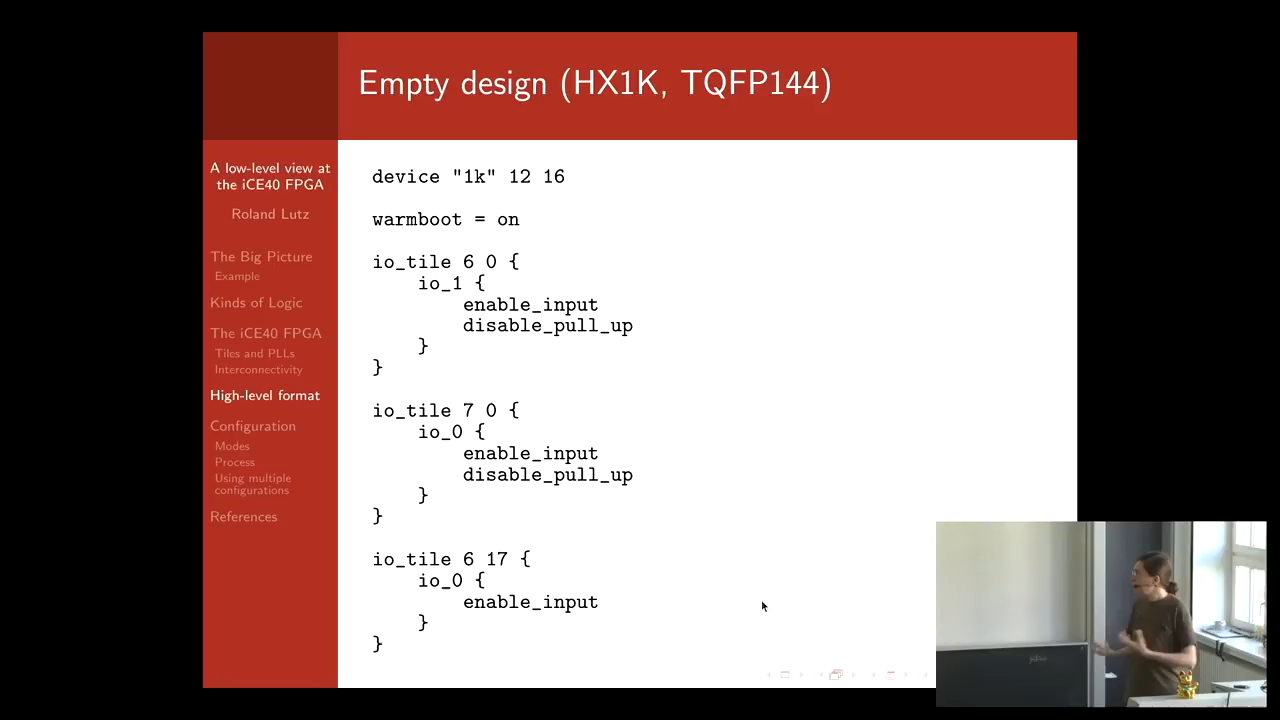 Empty design (HX1K, TQFP144)
A low-level view at
the iCE40 FPGA
Roland Lutz
The Big Picture
Example
Kinds of Logic
The iCE40 FPGA
Tiles and PLLs
Interconnectivity
High-level format
Configuration
Modes
Process
Using multiple
configurations
References
device "1k" 12 16
warmboot = on
io_tile 6 0 {
io_1 {
enable_input
disable_pull_up
}
}
io_tile 7 0 {
io_0 {
enable_input
disable_pull_up
}
}
io_tile 6 17 {
io_0 {
enable_input
}
}